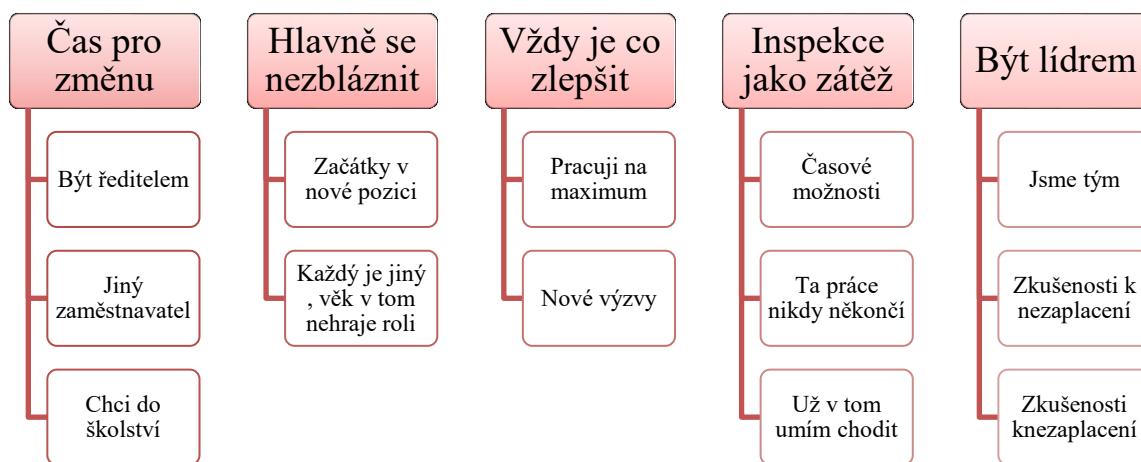 Čas pro
změnu
Být ředitelem
Jiný
zaměstnavatel
Chci do
školství
Hlavně se
nezbláznit
Začátky v
nové pozici
Každý je jiný
, věk v tom
nehraje roli
Vždy je co
zlepšit
Pracuji na
maximum
Nové výzvy
Inspekce
jako zátěž
Časové
možnosti
Ta práce
nikdy někončí
Už v tom
umím chodit
Být lídrem
Jsme tým
Zkušenosti k
nezaplacení
Zkušenosti
knezaplacení